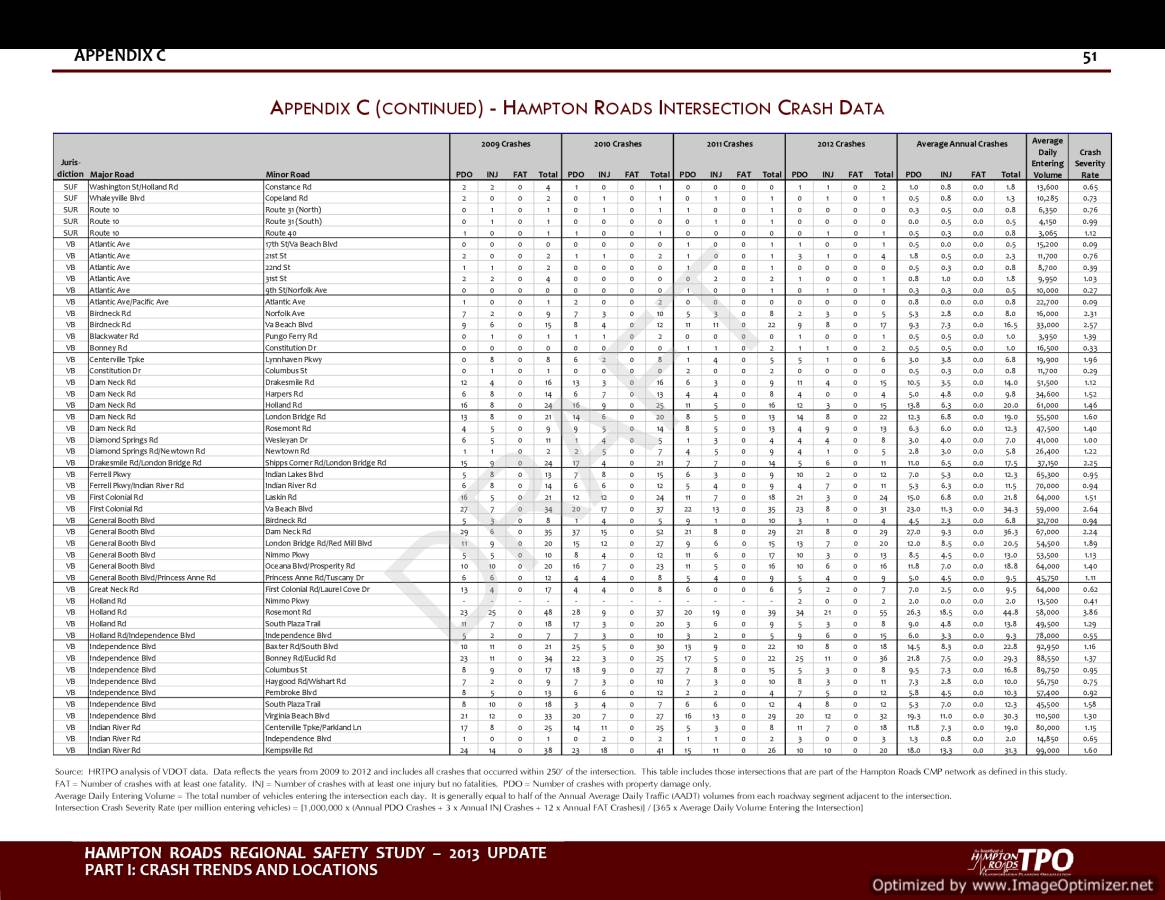 APPENDIX C 51
APPENDIX C (CONTINUED) - HAMPTON ROADS INTERSECTION CRASH DATA
2009 Crashes 2010 Crashes 2011 Crashes 2012 Crashes Average Annual Crashes Average Daily Entering Volume Crash Severity Rate
Juris-diction Major Road Minor Road PDO INJ FAT Total PDO INJ FAT Total PDO INJ FAT Total PDO INJ FAT Total PDO INJ FAT Total
SUF Washington St/Holland Rd Constance Rd 2 2 0 4 1 0 0 1 0 0 0 0 1 1 0 2 1.0 0.8 0.0 1.8 13,600 0.65
SUF Whaleyville Blvd Copeland Rd 2 0 0 2 0 1 0 1 0 1 0 1 0 1 0 1 0.5 0.8 0.0 1.3 10,285 0.73
SUR Route 10 Route 31 (North) 0 1 0 1 0 1 0 1 1 0 0 1 0 0 0 0 0.3 0.5 0.0 0.8 6,350 0.76
SUR Route 10 Route 31 (South) 0 1 0 1 0 0 0 0 0 1 0 1 0 0 0 0 0.0 0.5 0.0 0.5 4,150 0.99
SUR Route 10 Route 40 1 0 0 1 1 0 0 1 0 0 0 0 0 1 0 1 0.5 0.3 0.0 0.8 3,065 1.12
VB Atlantic Ave 17th St/Va Beach Blvd 0 0 0 0 0 0 0 0 1 0 0 1 1 0 0 1 0.5 0.0 0.0 0.5 15,200 0.09
VB Atlantic Ave 21st St 2 0 0 2 1 1 0 2 1 0 0 1 3 1 0 4 1.8 0.5 0.0 2.3 11,700 0.76
VB Atlantic Ave 22nd St 1 1 0 2 0 0 0 0 1 0 0 1 0 0 0 0 0.5 0.3 0.0 0.8 8,700 0.39
VB Atlantic Ave 31st St 2 2 0 4 0 0 0 0 0 2 0 2 1 0 0 1 0.8 1.0 0.0 1.8 9,950 1.03
VB Atlantic Ave 9th St/Norfolk Ave 0 0 0 0 0 0 0 0 1 0 0 1 0 1 0 1 0.3 0.3 0.0 0.5 10,000 0.27
VB Atlantic Ave/Pacific Ave Atlantic Ave 1 0 0 1 2 0 0 2 0 0 0 0 0 0 0 0 0.8 0.0 0.0 0.8 22,700 0.09
VB Birdneck Rd Norfolk Ave 7 2 0 9 7 3 0 10 5 3 0 8 2 3 0 5 5.3 2.8 0.0 8.0 16,000 2.31
VB Birdneck Rd Va Beach Blvd 9 6 0 15 8 4 0 12 11 11 0 22 9 8 0 17 9.3 7.3 0.0 16.5 33,000 2.57
VB Blackwater Rd Pungo Ferry Rd 0 1 0 1 1 1 0 2 0 0 0 0 1 0 0 1 0.5 0.5 0.0 1.0 3,950 1.39
VB Bonney Rd Constitution Dr 0 0 0 0 0 0 0 0 1 1 0 2 1 1 0 2 0.5 0.5 0.0 1.0 16,500 0.33
VB Centerville Tpke Lynnhaven Pkwy 0 8 0 8 6 2 0 8 1 4 0 5 5 1 0 6 3.0 3.8 0.0 6.8 19,900 1.96
VB Constitution Dr Columbus St 0 1 0 1 0 0 0 0 2 0 0 2 0 0 0 0 0.5 0.3 0.0 0.8 11,700 0.29
VB Dam Neck Rd Drakesmile Rd 12 4 0 16 13 3 0 16 6 3 0 9 11 4 0 15 10.5 3.5 0.0 14.0 51,500 1.12
VB Dam Neck Rd Harpers Rd 6 8 0 14 6 7 0 13 4 4 0 8 4 0 0 4 5.0 4.8 0.0 9.8 34,600 1.52
VB Dam Neck Rd Holland Rd 16 8 0 24 16 9 0 25 11 5 0 16 12 3 0 15 13.8 6.3 0.0 20.0 61,000 1.46
VB Dam Neck Rd London Bridge Rd 13 8 0 21 14 6 0 20 8 5 0 13 14 8 0 22 12.3 6.8 0.0 19.0 55,500 1.60
VB Dam Neck Rd Rosemont Rd 4 5 0 9 9 5 0 14 8 5 0 13 4 9 0 13 6.3 6.0 0.0 12.3 47,500 1.40
VB Diamond Springs Rd Wesleyan Dr 6 5 0 11 1 4 0 5 1 3 0 4 4 4 0 8 3.0 4.0 0.0 7.0 41,000 1.00
VB Diamond Springs Rd/Newtown Rd Newtown Rd 1 1 0 2 2 5 0 7 4 5 0 9 4 1 0 5 2.8 3.0 0.0 5.8 26,400 1.22
VB Drakesmile Rd/London Bridge Rd Shipps Corner Rd/London Bridge Rd 15 9 0 24 17 4 0 21 7 7 0 14 5 6 0 11 11.0 6.5 0.0 17.5 37,150 2.25
VB Ferrell Pkwy Indian Lakes Blvd 5 8 0 13 7 8 0 15 6 3 0 9 10 2 0 12 7.0 5.3 0.0 12.3 65,300 0.95
VB Ferrell Pkwy/Indian River Rd Indian River Rd 6 8 0 14 6 6 0 12 5 4 0 9 4 7 0 11 5.3 6.3 0.0 11.5 70,000 0.94
VB First Colonial Rd Laskin Rd 16 5 0 21 12 12 0 24 11 7 0 18 21 3 0 24 15.0 6.8 0.0 21.8 64,000 1.51
VB First Colonial Rd Va Beach Blvd 27 7 0 34 20 17 0 37 22 13 0 35 23 8 0 31 23.0 11.3 0.0 34.3 59,000 2.64
VB General Booth Blvd Birdneck Rd 5 3 0 8 1 4 0 5 9 1 0 10 3 1 0 4 4.5 2.3 0.0 6.8 32,700 0.94
VB General Booth Blvd Dam Neck Rd 29 6 0 35 37 15 0 52 21 8 0 29 21 8 0 29 27.0 9.3 0.0 36.3 67,000 2.24
VB General Booth Blvd London Bridge Rd/Red Mill Blvd 11 9 0 20 15 12 0 27 9 6 0 15 13 7 0 20 12.0 8.5 0.0 20.5 54,500 1.89
VB General Booth Blvd Nimmo Pkwy 5 5 0 10 8 4 0 12 11 6 0 17 10 3 0 13 8.5 4.5 0.0 13.0 53,500 1.13
VB General Booth Blvd Oceana Blvd/Prosperity Rd 10 10 0 20 16 7 0 23 11 5 0 16 10 6 0 16 11.8 7.0 0.0 18.8 64,000 1.40
VB General Booth Blvd/Princess Anne Rd Princess Anne Rd/Tuscany Dr 6 6 0 12 4 4 0 8 5 4 0 9 5 4 0 9 5.0 4.5 0.0 9.5 45,750 1.11
VB Great Neck Rd First Colonial Rd/Laurel Cove Dr 13 4 0 17 4 4 0 8 6 0 0 6 5 2 0 7 7.0 2.5 0.0 9.5 64,000 0.62
VB Holland Rd Nimmo Pkwy - - - - - - - - - - - - 2 0 0 2 2.0 0.0 0.0 2.0 13,500 0.41
VB Holland Rd Rosemont Rd 23 25 0 48 28 9 0 37 20 19 0 39 34 21 0 55 26.3 18.5 0.0 44.8 58,000 3.86
VB Holland Rd South Plaza Trail 11 7 0 18 17 3 0 20 3 6 0 9 5 3 0 8 9.0 4.8 0.0 13.8 49,500 1.29
VB Holland Rd/Independence Blvd Independence Blvd 5 2 0 7 7 3 0 10 3 2 0 5 9 6 0 15 6.0 3.3 0.0 9.3 78,000 0.55
VB Independence Blvd Baxter Rd/South Blvd 10 11 0 21 25 5 0 30 13 9 0 22 10 8 0 18 14.5 8.3 0.0 22.8 92,950 1.16
VB Independence Blvd Bonney Rd/Euclid Rd 23 11 0 34 22 3 0 25 17 5 0 22 25 11 0 36 21.8 7.5 0.0 29.3 88,550 1.37
VB Independence Blvd Columbus St 8 9 0 17 18 9 0 27 7 8 0 15 5 3 0 8 9.5 7.3 0.0 16.8 89,750 0.95
VB Independence Blvd Haygood Rd/Wishart Rd 7 2 0 9 7 3 0 10 7 3 0 10 8 3 0 11 7.3 2.8 0.0 10.0 56,750 0.75
VB Independence Blvd Pembroke Blvd 8 5 0 13 6 6 0 12 2 2 0 4 7 5 0 12 5.8 4.5 0.0 10.3 57,400 0.92
VB Independence Blvd South Plaza Trail 8 10 0 18 3 4 0 7 6 6 0 12 4 8 0 12 5.3 7.0 0.0 12.3 45,500 1.58
VB Independence Blvd Virginia Beach Blvd 21 12 0 33 20 7 0 27 16 13 0 29 20 12 0 32 19.3 11.0 0.0 30.3 110,500 1.30
VB Indian River Rd Centerville Tpke/Parkland Ln 17 8 0 25 14 11 0 25 5 3 0 8 11 7 0 18 11.8 7.3 0.0 19.0 80,000 1.15
VB Indian River Rd Independence Blvd 1 0 0 1 0 2 0 2 1 1 0 2 3 0 0 3 1.3 0.8 0.0 2.0 14,850 0.65
VB Indian River Rd Kempsville Rd 24 14 0 38 23 18 0 41 15 11 0 26 10 10 0 20 18.0 13.3 0.0 31.3 99,000 1.60
DRAFT
Source: HRTPO analysis of VDOT data. Data reflects the years from 2009 to 2012 and includes all crashes that occurred within 250' of the intersection. This table includes those intersections that are part of the Hampton Roads CMP network as defined in this study.
FAT = Number of crashes with at least one fatality. INJ = Number of crashes with at least one injury but no fatalities. PDO = Number of crashes with property damage only.
Average Daily Entering Volume = The total number of vehicles entering the intersection each day. It is generally equal to half of the Annual Average Daily Traffic (AADT) volumes from each roadway segment adjacent to the intersection.
Intersection Crash Severity Rate (per million entering vehicles) = [1,000,000 x (Annual PDO Crashes + 3 x Annual INJ Crashes + 12 x Annual FAT Crashes)] / [365 x Average Daily Volume Entering the Intersection]
HAMPTON ROADS REGIONAL SAFETY STUDY – 2013 UPDATE
PART I: CRASH TRENDS AND LOCATIONS
HAMPTON ROADS TPO
Optimized by www.ImageOptimizer.net